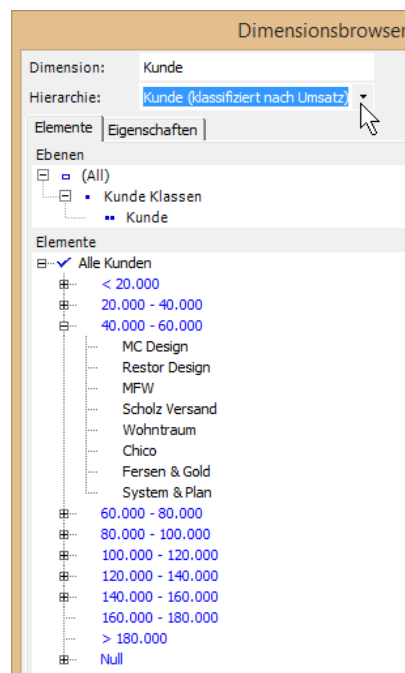 Dimensionsbrowser
Dimension: Kunde
Hierarchie: Kunde (klassifiziert nach Umsatz)
Elemente Eigenschaften
Ebenen
(All)
Kunde Klassen
Kunde
Elemente
Alle Kunden
< 20.000
20.000 - 40.000
40.000 - 60.000
MC Design
Restor Design
MFW
Scholz Versand
Wohntraum
Chico
Fersen & Gold
System & Plan
60.000 - 80.000
80.000 - 100.000
100.000 - 120.000
120.000 - 140.000
140.000 - 160.000
160.000 - 180.000
> 180.000
Null